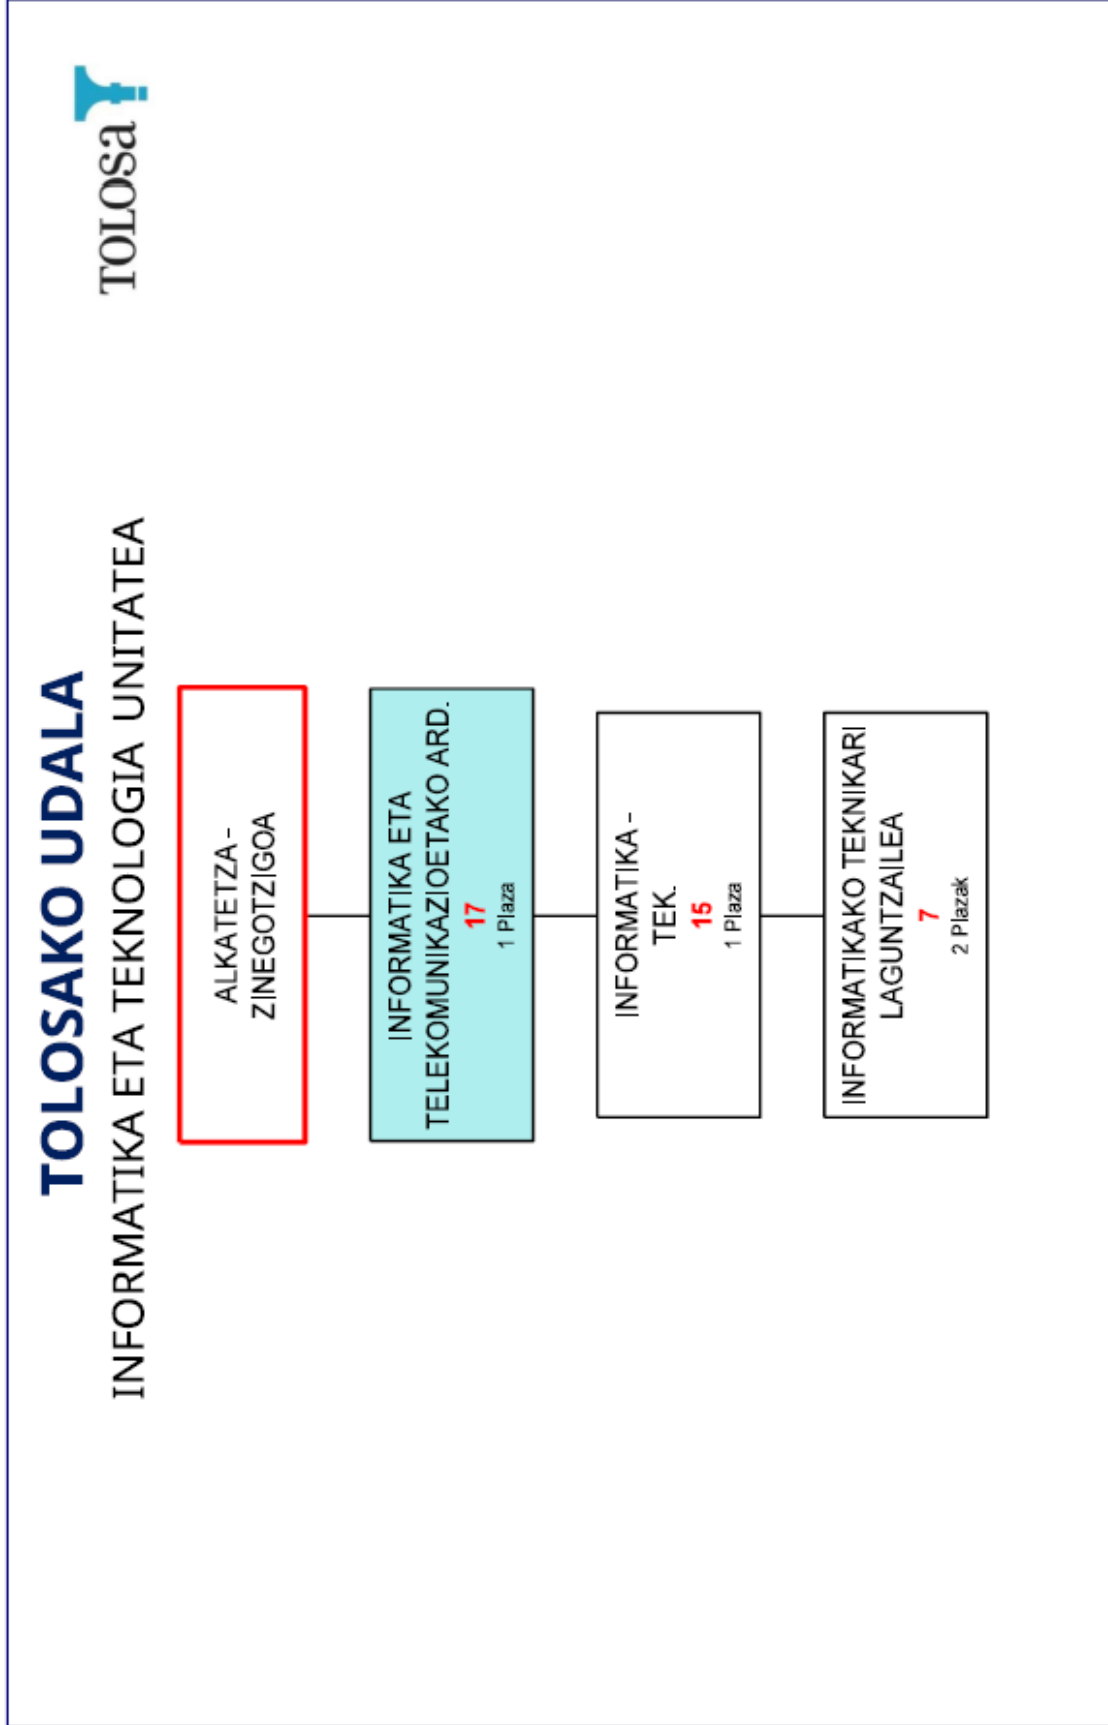 TOLOSAKO UDALA
INFORMATIKA ETA TEKNOLOGIA UNITATEA
TOLOSa
ALKATETZA –
ZINEGOTZIGOA
INFORMATIKA ETA
TELEKOMUNIKAZIOETAKO ARD.
17
1 Plaza
INFORMATIKA –
TEK.
15
1 Plaza
INFORMATIKAKO TEKNIKARI
LAGUNTZAILEA
7
2 Plazak